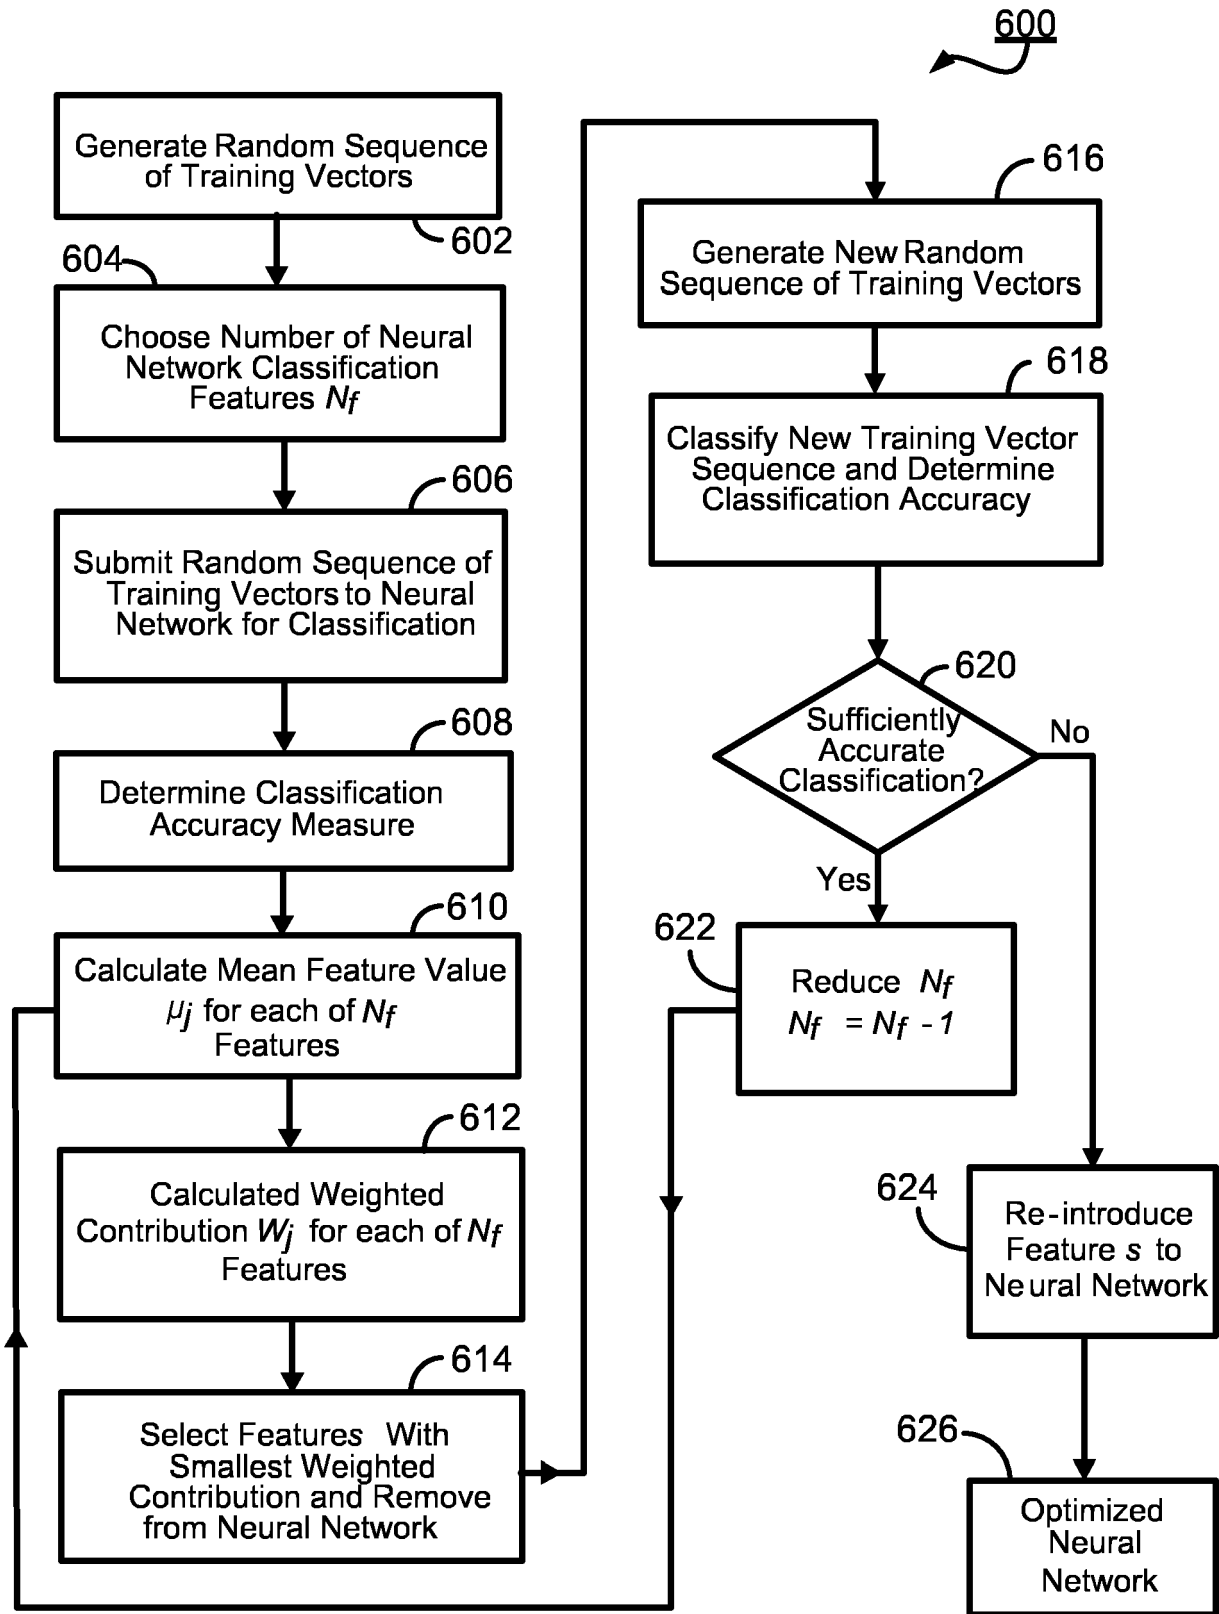 600
Generate Random Sequence
of Training Vectors
602
604
Choose Number of Neural
Network Classification
Features Nf
606
Submit Random Sequence of
Training Vectors to Neural
Network for Classification
608
Determine Classification
Accuracy Measure
610
Calculate Mean Feature Value
μj for each of Nf
Features
612
Calculated Weighted
Contribution Wj for each of Nf
Features
614
Select Features With
Smallest Weighted
Contribution and Remove
from Neural Network
616
Generate New Random
Sequence of Training Vectors
618
Classify New Training Vector
Sequence and Determine
Classification Accuracy
620
Sufficiently
Accurate
Classification?
No
Yes
622
Reduce Nf
Nf = Nf - 1
624
Re-introduce
Feature s to
Neural Network
626
Optimized
Neural
Network